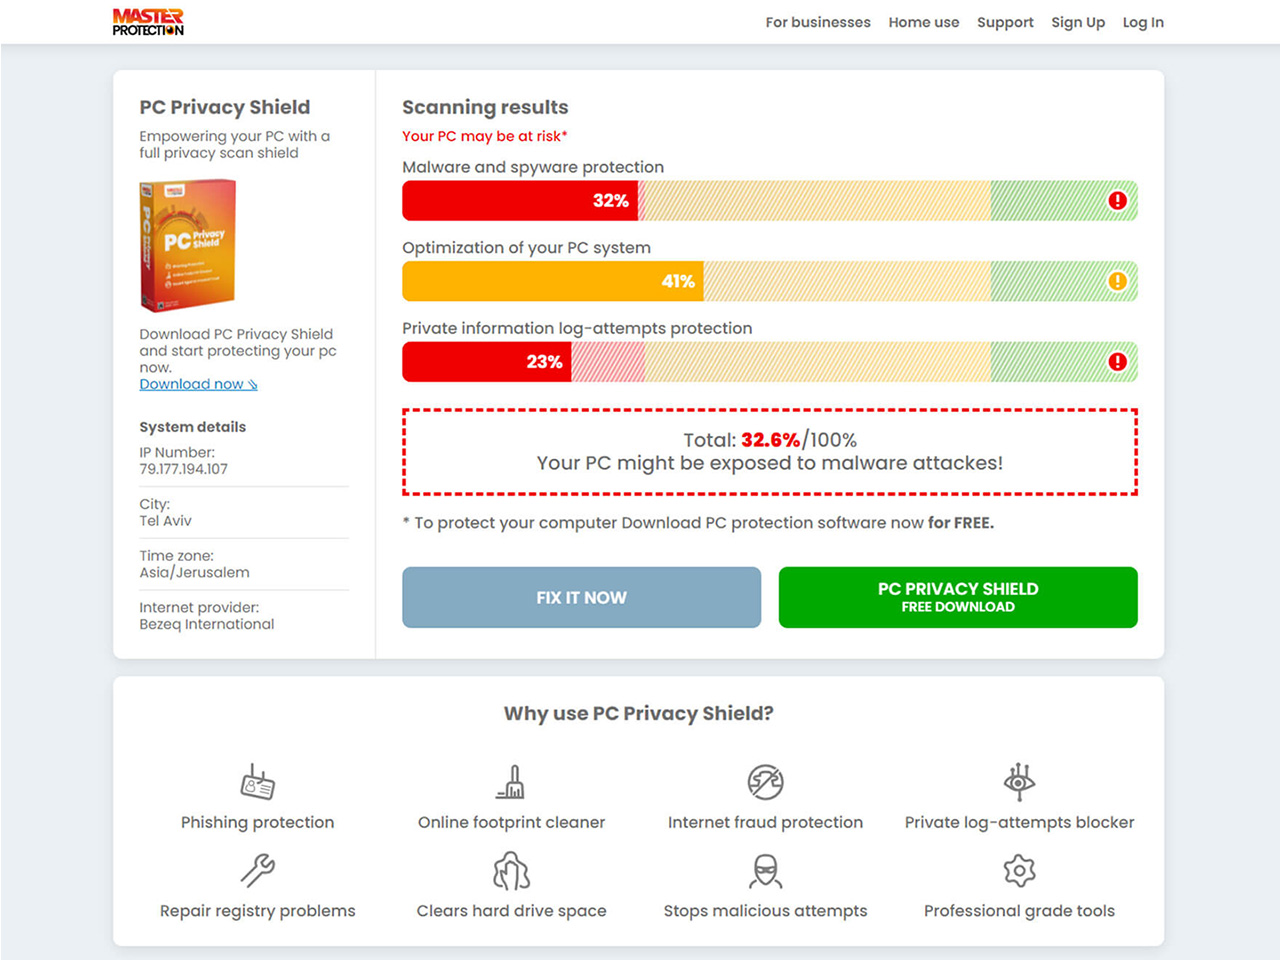 MASTER
PROTECTION
For businesses Home use Support Sign Up Log In
PC Privacy Shield
Empowering your PC with a
full privacy scan shield
PC Privacy
Shield
Download PC Privacy Shield
and start protecting your pc
now.
Download now
System details
IP Number:
79.177.194.107
City:
Tel Aviv
Time zone:
Asia/Jerusalem
Internet provider:
Bezeq International
Scanning results
Your PC may be at risk*
Malware and spyware protection
32%
Optimization of your PC system
41%
Private information log-attempts protection
23%
Total: 32.6%/100%
Your PC might be exposed to malware attackes!
* To protect your computer Download PC protection software now for FREE.
FIX IT NOW
PC PRIVACY SHIELD
FREE DOWNLOAD
Why use PC Privacy Shield?
Phishing protection
Online footprint cleaner
Internet fraud protection
Private log-attempts blocker
Repair registry problems
Clears hard drive space
Stops malicious attempts
Professional grade tools